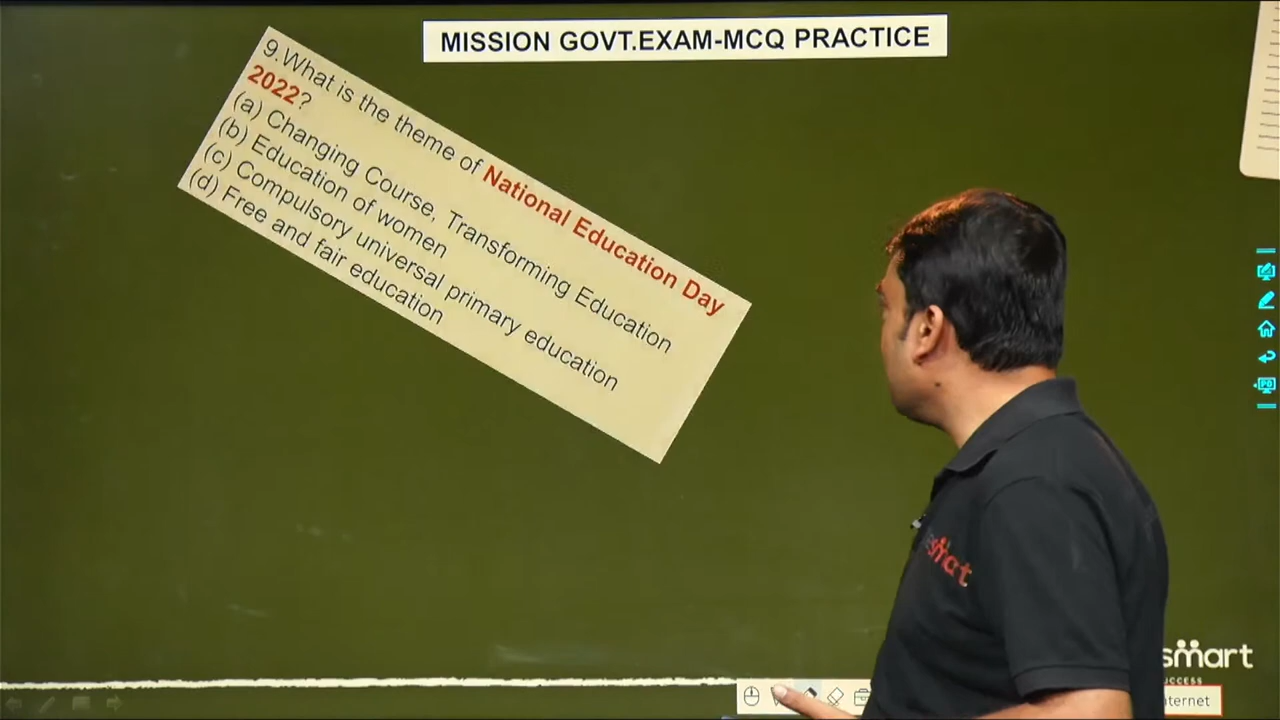 MISSION GOVT.EXAM-MCQ PRACTICE
9.What is the theme of National Education Day
2022?
(a) Changing Course, Transforming Education
(b) Education of women
(c) Compulsory universal primary education
(d) Free and fair education
smart
smart